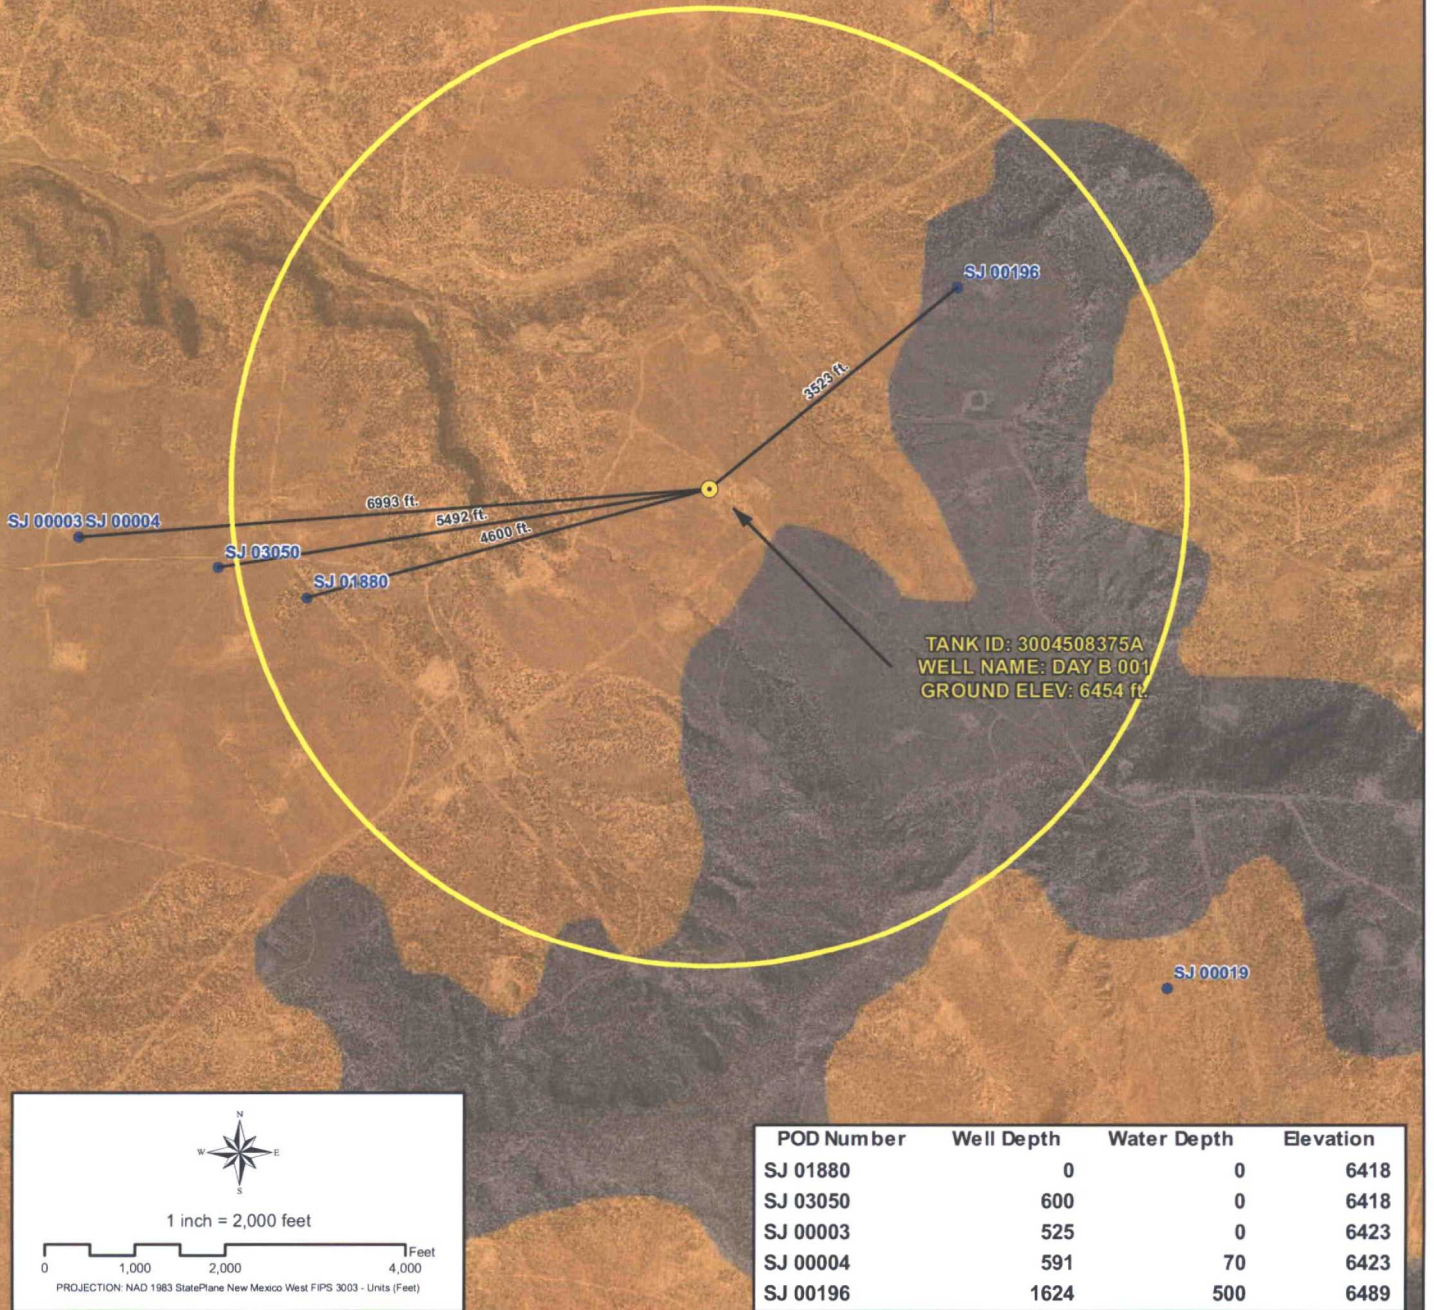 SJ 00196
3523 ft.
6993 ft.
SJ 00003 SJ 00004
5492 ft.
4600 ft.
SJ 03050
SJ 01880
TANK ID: 3004508375A
WELL NAME: DAY B 001
GROUND ELEV: 6454 ft.
SJ 00019
N
W E
S
1 inch = 2,000 feet
Feet
0 1,000 2,000 4,000
PROJECTION: NAD 1983 StatePlane New Mexico West FIPS 3003 - Units (Feet)
POD Number Well Depth Water Depth Elevation
SJ 01880 0 0 6418
SJ 03050 600 0 6418
SJ 00003 525 0 6423
SJ 00004 591 70 6423
SJ 00196 1624 500 6489